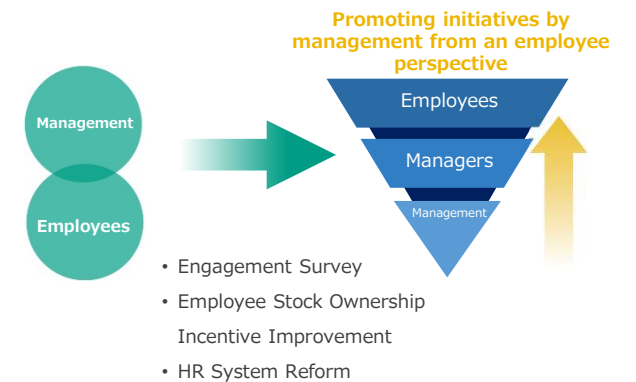 Promoting initiatives by
management from an employee
perspective
Management
Employees
Employees
Managers
Management
• Engagement Survey
• Employee Stock Ownership
Incentive Improvement
• HR System Reform